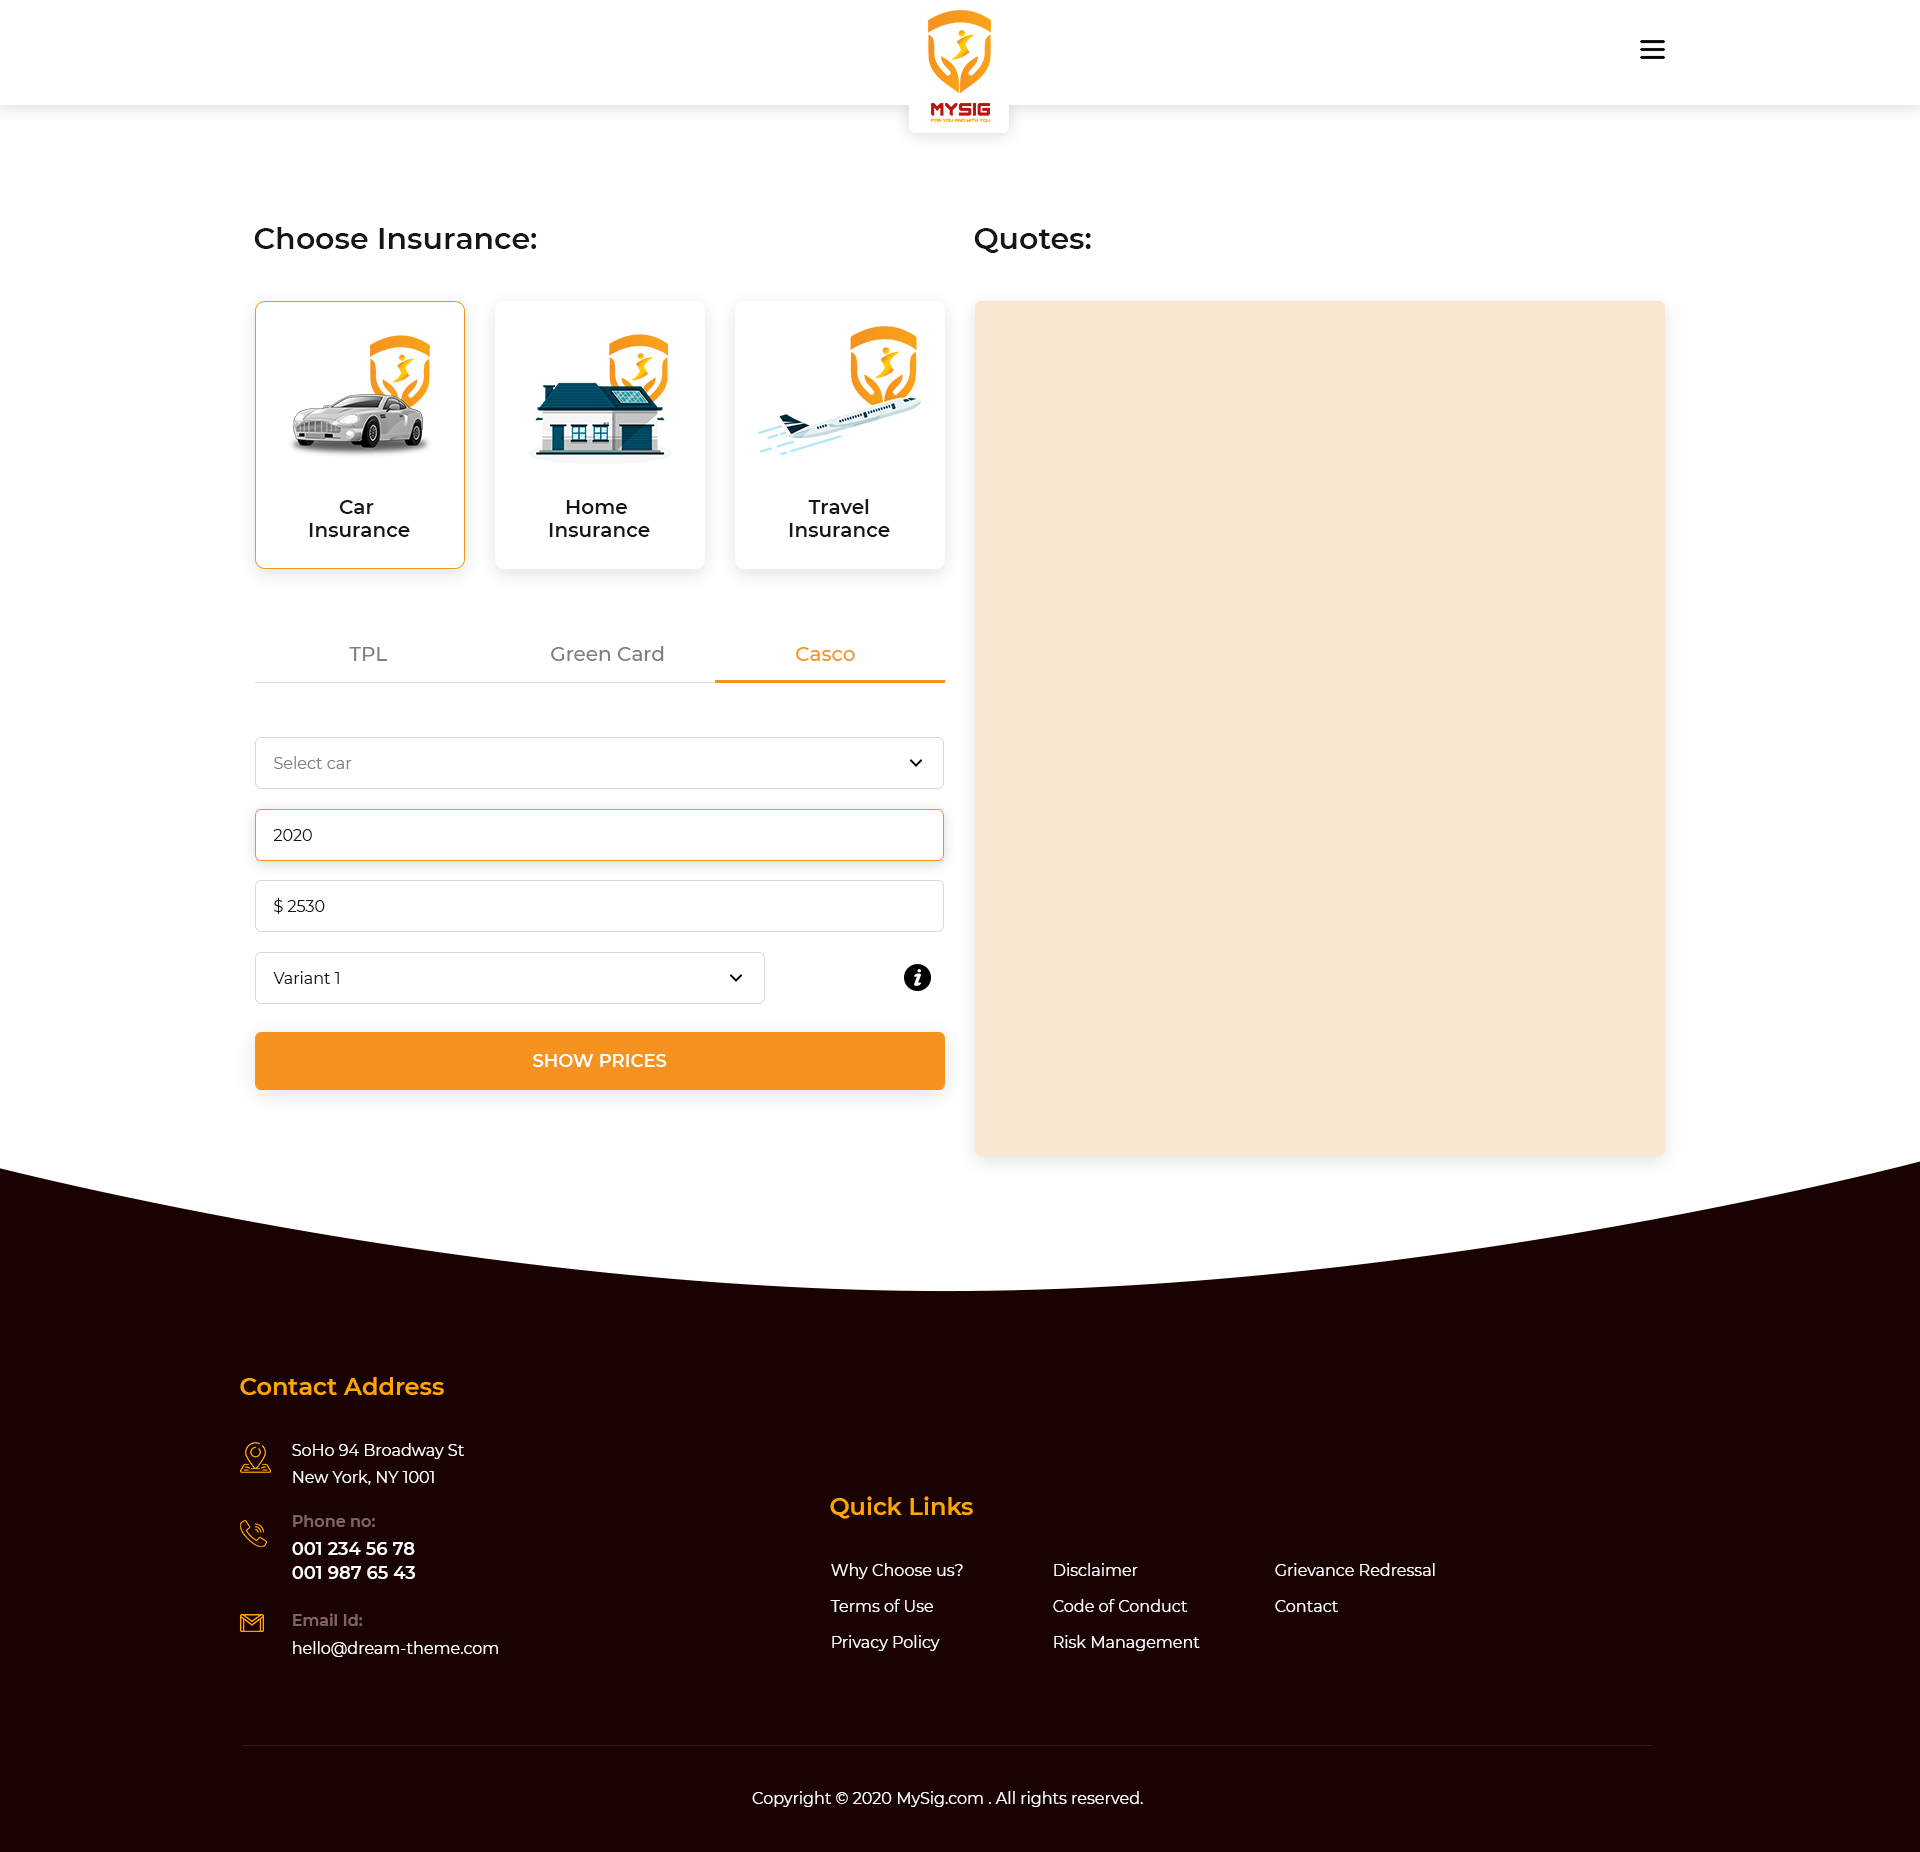 MYSIG
FOR YOU AND WITH YOU
Choose Insurance:
Quotes:
Car
Insurance
Home
Insurance
Travel
Insurance
TPL
Green Card
Casco
Select car
2020
$ 2530
Variant 1
i
SHOW PRICES
Contact Address
SoHo 94 Broadway St
New York, NY 1001
Phone no:
001 234 56 78
001 987 65 43
Email Id:
hello@dream-theme.com
Quick Links
Why Choose us?
Disclaimer
Grievance Redressal
Terms of Use
Code of Conduct
Contact
Privacy Policy
Risk Management
Copyright © 2020 MySig.com . All rights reserved.